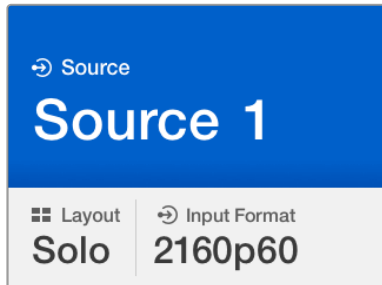 Source
Source 1
Layout
Input Format
Solo
2160p60